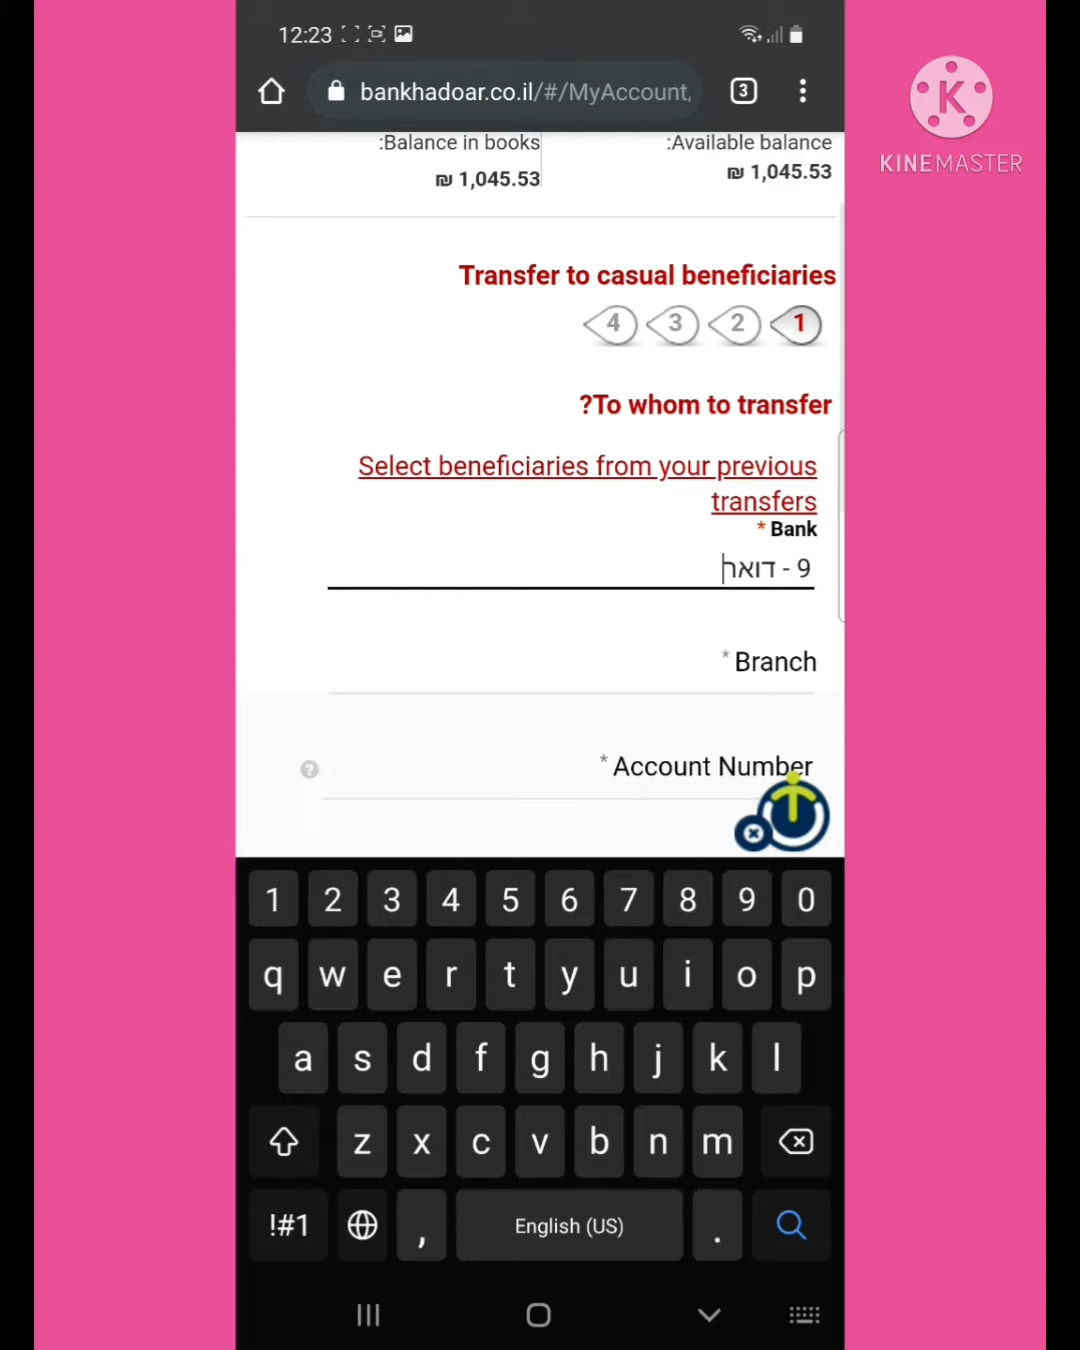 12:23
bankhadoar.co.il/#/MyAccount,
3
K
KINEMASTER
:Balance in books
:Available balance
₪ 1,045.53
₪ 1,045.53
Transfer to casual beneficiaries
4 3 2 1
?To whom to transfer
Select beneficiaries from your previous
transfers
* Bank
9 - דואר
* Branch
* Account Number
?
1 2 3 4 5 6 7 8 9 0
q w e r t y u i o p
a s d f g h j k l
z x c v b n m
!#1 , English (US) .